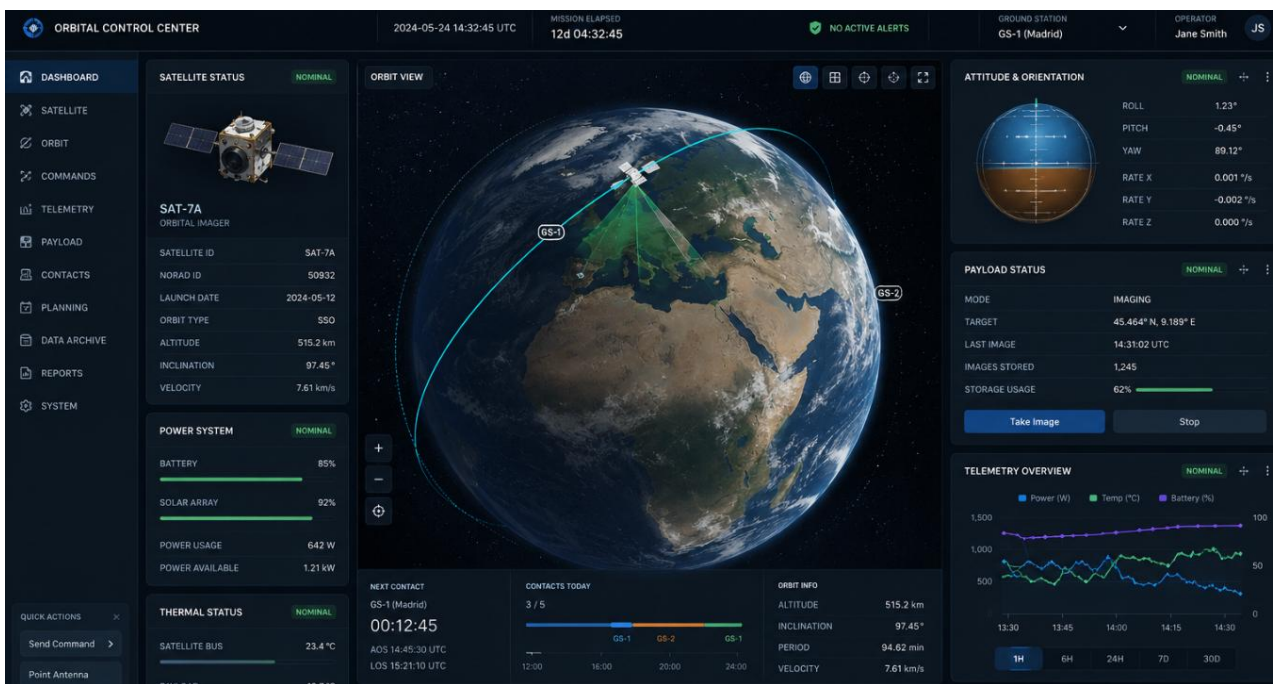 ORBITAL CONTROL CENTER
2024-05-24 14:32:45 UTC
MISSION ELAPSED
12d 04:32:45
NO ACTIVE ALERTS
GROUND STATION
GS-1 (Madrid)
OPERATOR
Jane Smith
JS
DASHBOARD
SATELLITE
ORBIT
COMMANDS
TELEMETRY
PAYLOAD
CONTACTS
PLANNING
DATA ARCHIVE
REPORTS
SYSTEM
QUICK ACTIONS
Send Command
Point Antenna
SATELLITE STATUS NOMINAL
SAT-7A
ORBITAL IMAGER
SATELLITE ID SAT-7A
NORAD ID 50932
LAUNCH DATE 2024-05-12
ORBIT TYPE SSO
ALTITUDE 515.2 km
INCLINATION 97.45°
VELOCITY 7.61 km/s
POWER SYSTEM NOMINAL
BATTERY 85%
SOLAR ARRAY 92%
POWER USAGE 642 W
POWER AVAILABLE 1.21 kW
THERMAL STATUS NOMINAL
SATELLITE BUS 23.4 °C
ORBIT VIEW
GS-1
GS-2
NEXT CONTACT
GS-1 (Madrid)
00:12:45
AOS 14:45:30 UTC
LOS 15:21:10 UTC
CONTACTS TODAY
3 / 5
GS-1 GS-2 GS-1
12:00 16:00 20:00 24:00
ORBIT INFO
ALTITUDE 515.2 km
INCLINATION 97.45°
PERIOD 94.62 min
VELOCITY 7.61 km/s
ATTITUDE & ORIENTATION NOMINAL
ROLL 1.23°
PITCH -0.45°
YAW 89.12°
RATE X 0.001 °/s
RATE Y -0.002 °/s
RATE Z 0.000 °/s
PAYLOAD STATUS NOMINAL
MODE IMAGING
TARGET 45.464° N, 9.189° E
LAST IMAGE 14:31:02 UTC
IMAGES STORED 1,245
STORAGE USAGE 62%
Take Image Stop
TELEMETRY OVERVIEW NOMINAL
Power (W) Temp (°C) Battery (%)
1,500 100
1,000
50
500
0
13:30 13:45 14:00 14:15 14:30
1H 6H 24H 7D 30D